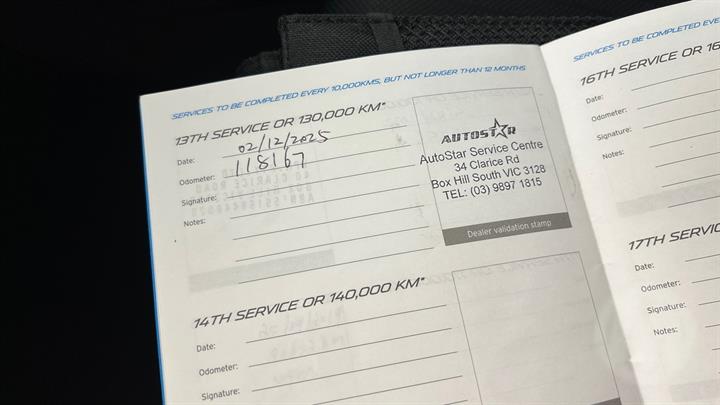 SERVICES TO BE COMPLETED EVERY 10,000KMS, BUT NOT LONGER THAN 12 MONTHS
13TH SERVICE OR 130,000 KM*
Date: 02/12/2025
Odometer: 118167
Signature:
Notes:
AUTOSTAR
AutoStar Service Centre
34 Clarice Rd
Box Hill South VIC 3128
TEL: (03) 9897 1815
Dealer validation stamp
14TH SERVICE OR 140,000 KM*
Date:
Odometer:
Signature:
SERVICES TO BE COMPLETED EVE
16TH SERVICE OR 16
Date:
Odometer:
Signature:
Notes:
17TH SERVIC
Date:
Odometer:
Signature:
Notes: